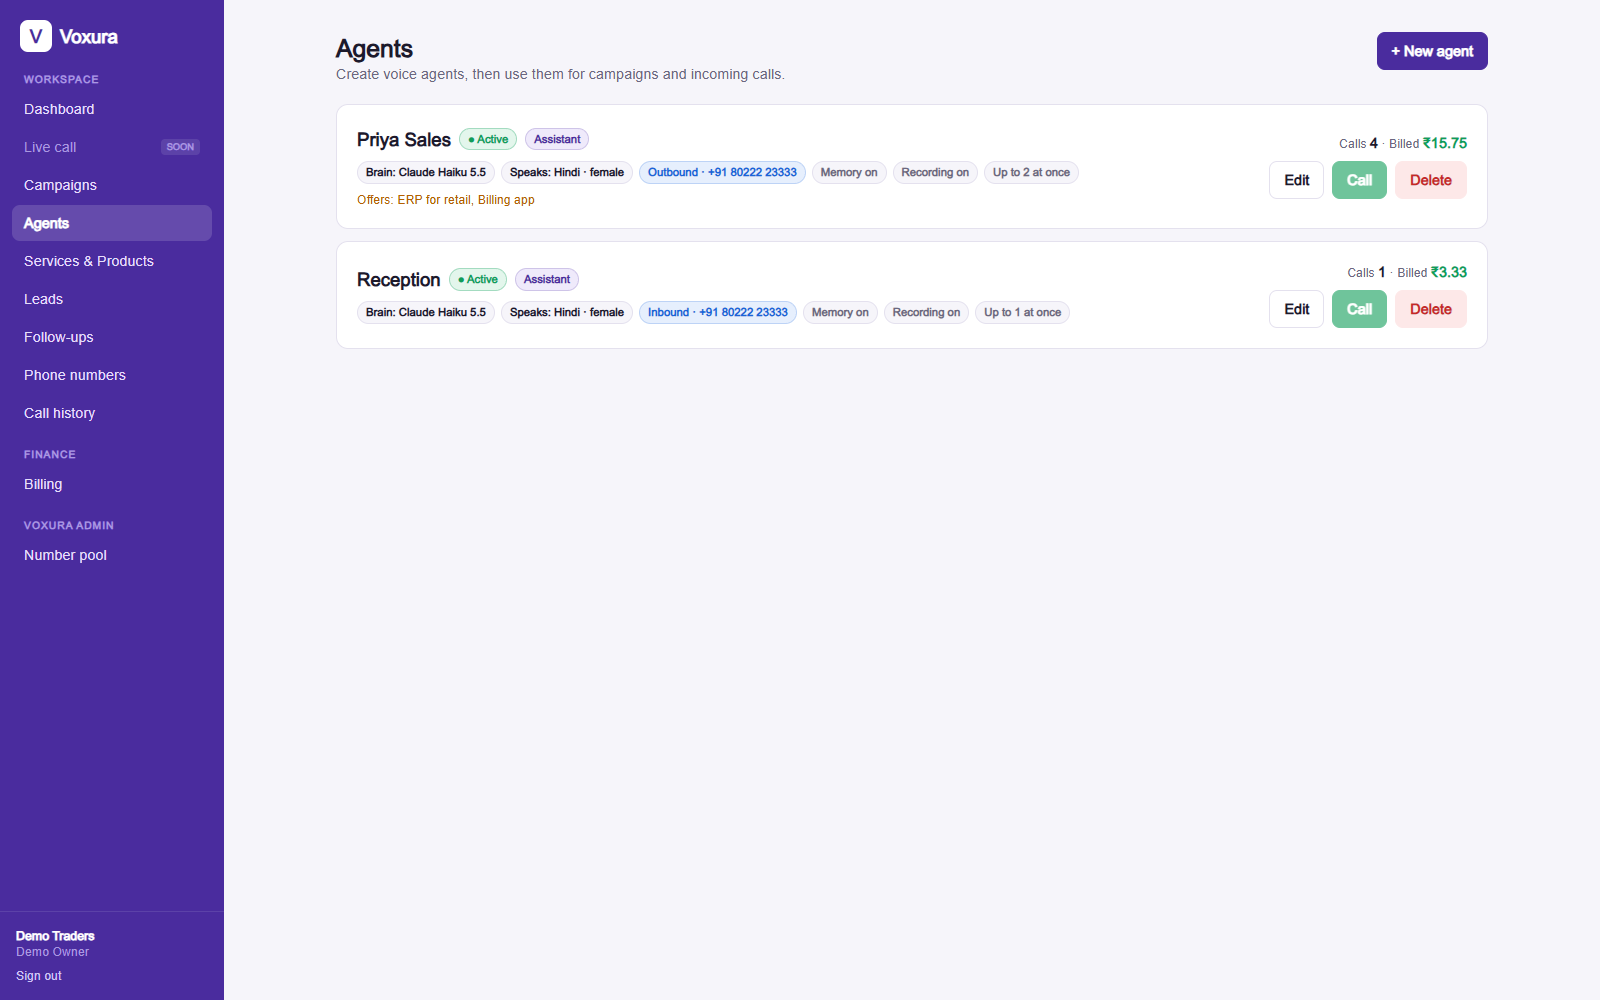 V Voxura
WORKSPACE
Dashboard
Live call SOON
Campaigns
Agents
Services & Products
Leads
Follow-ups
Phone numbers
Call history
FINANCE
Billing
VOXURA ADMIN
Number pool
Demo Traders
Demo Owner
Sign out
Agents
Create voice agents, then use them for campaigns and incoming calls.
+ New agent
Priya Sales ● Active Assistant
Brain: Claude Haiku 5.5 Speaks: Hindi · female Outbound · +91 80222 23333 Memory on Recording on Up to 2 at once
Offers: ERP for retail, Billing app
Calls 4 · Billed ₹15.75
Edit Call Delete
Reception ● Active Assistant
Brain: Claude Haiku 5.5 Speaks: Hindi · female Inbound · +91 80222 23333 Memory on Recording on Up to 1 at once
Calls 1 · Billed ₹3.33
Edit Call Delete